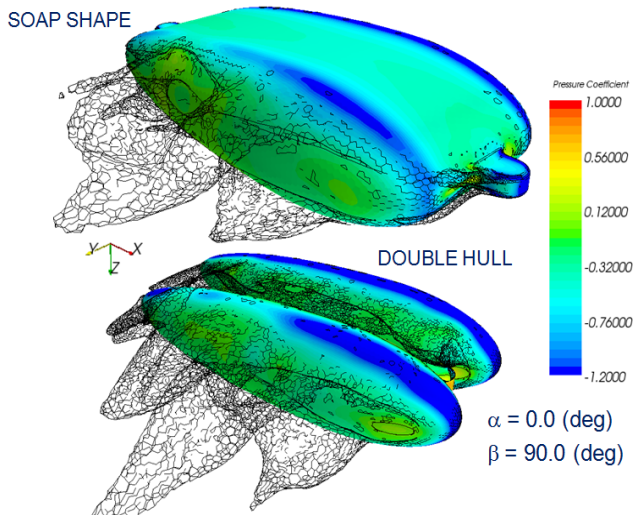 SOAP SHAPE
Pressure Coefficient
1.0000
0.56000
0.12000
-0.32000
-0.76000
-1.2000
Y X
Z
DOUBLE HULL
α = 0.0 (deg)
β = 90.0 (deg)